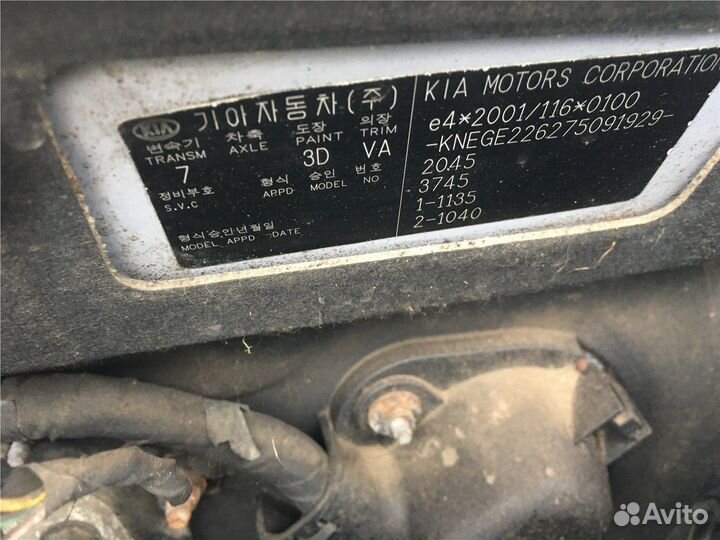 KIA 기아자동차(주)
변속기 차축 도장 의장
TRANSM AXLE PAINT TRIM
7 3D VA
정비부호 형식 승인 번호
S.V.C APPD MODEL NO
형식승인년월일
MODEL APPD -DATE
KIA MOTORS CORPORATION
e4*2001/116*0100
-KNEGE226275091929-
2045
3745
1-1135
2-1040
Avito